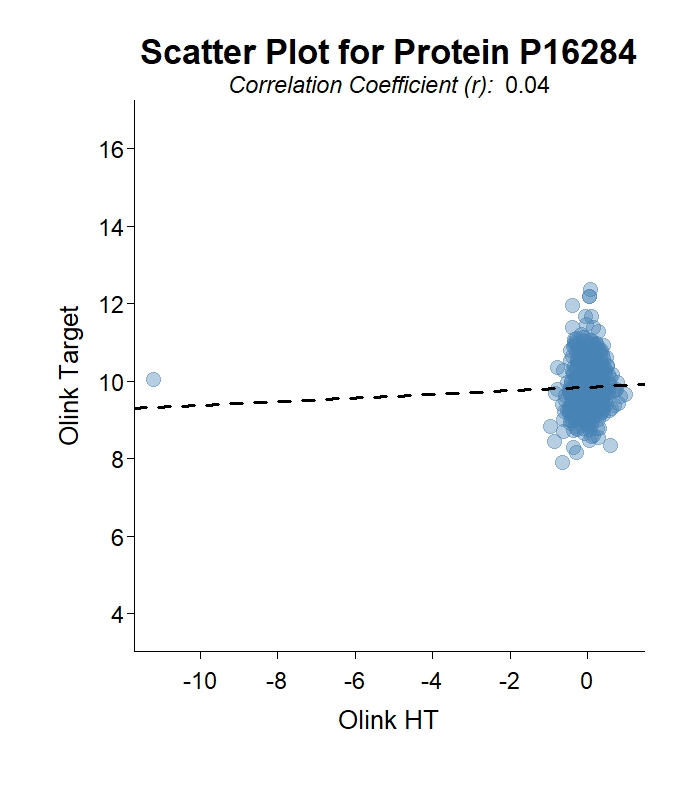 Scatter Plot for Protein P16284
Correlation Coefficient (r): 0.04
16
14
12
10
8
6
4
Olink Target
-10 -8 -6 -4 -2 0
Olink HT